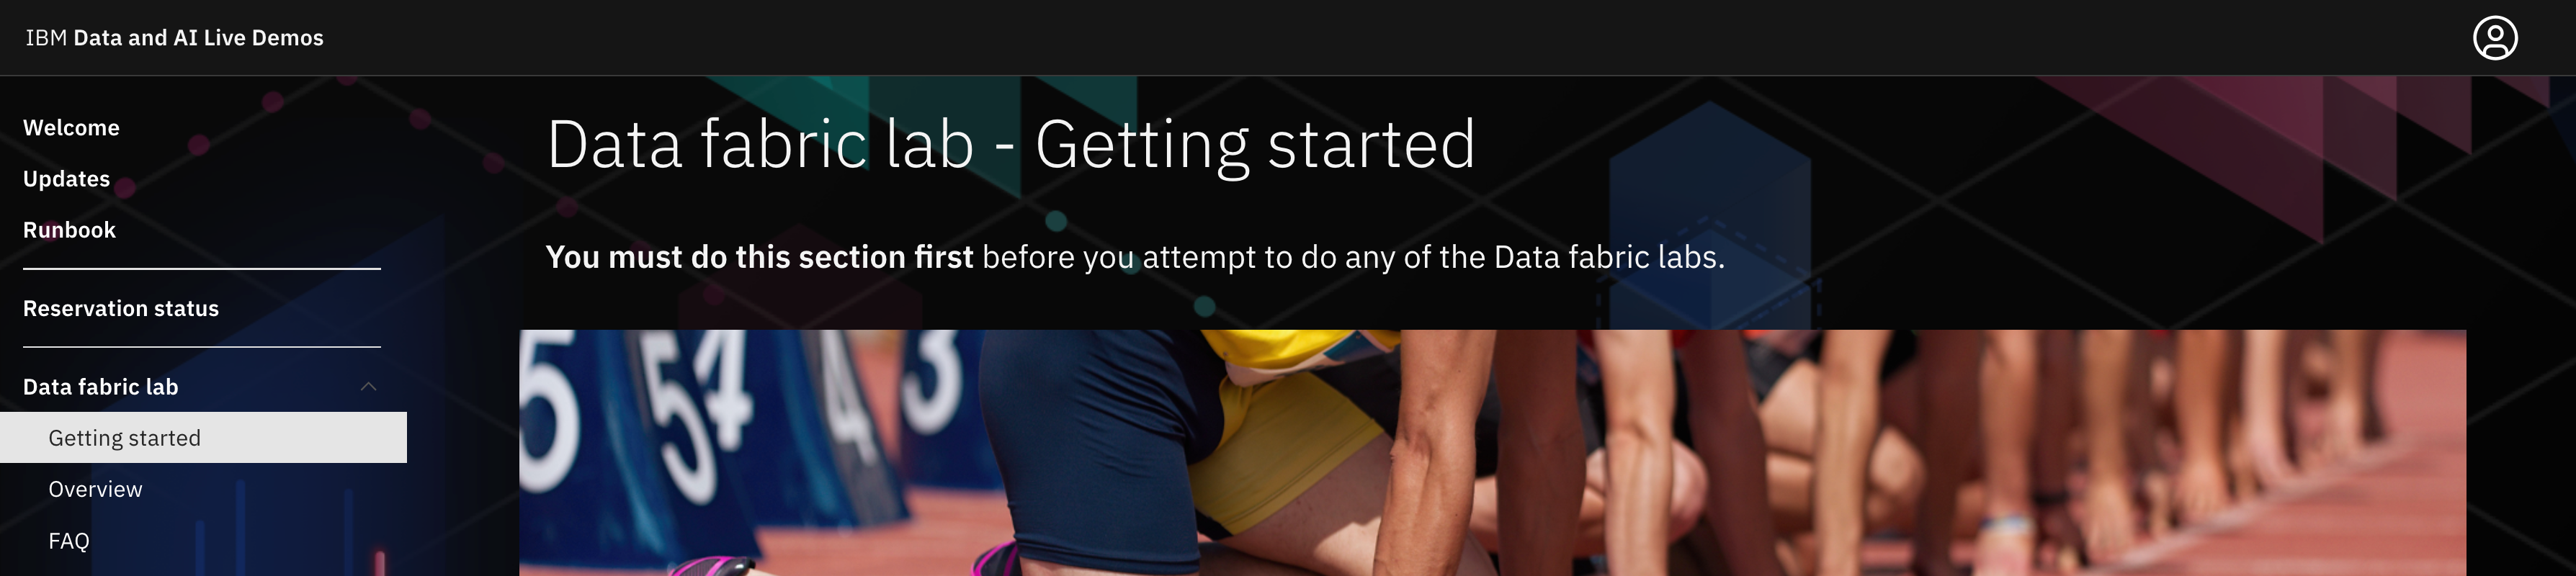 IBM Data and AI Live Demos
Welcome
Updates
Runbook
Reservation status
Data fabric lab
Getting started
Overview
FAQ
Data fabric lab - Getting started
You must do this section first before you attempt to do any of the Data fabric labs.
5
54
4
3